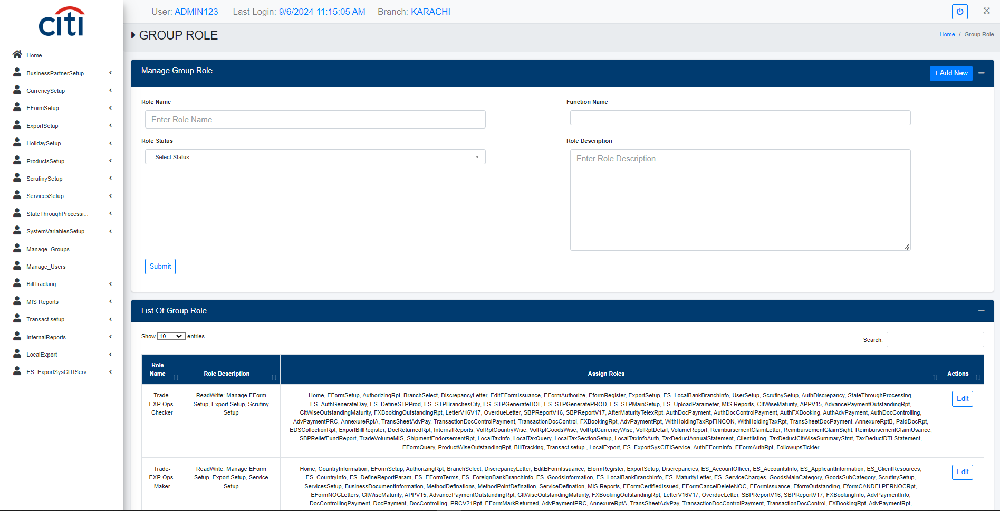 citi
User: ADMIN123 Last Login: 9/6/2024 11:15:05 AM Branch: KARACHI
GROUP ROLE
Home / Group Role
Home
BusinessPartnerSetup...
CurrencySetup
EFormSetup
ExportSetup
HolidaySetup
ProductsSetup
ScrutinySetup
ServicesSetup
StateThroughProcessi...
SystemVariablesSetup...
Manage_Groups
Manage_Users
BillTracking
MIS Reports
Transact setup
InternalReports
LocalExport
ES_ExportSysCITIServ...
Manage Group Role
+ Add New
Role Name
Enter Role Name
Function Name
Role Status
--Select Status--
Role Description
Enter Role Description
Submit
List Of Group Role
Show 10 entries
Search:
Role Name
Role Description
Assign Roles
Actions
Trade-
EXP-Ops-
Checker
ReadWrite: Manage EForm
Setup, Export Setup, Scrutiny
Setup
Home, EFormSetup, AuthorizingRpt, BranchSelect, DiscrepancyLetter, EditEFormIssuance, EFormAuthorize, EformRegister, ExportSetup, ES_LocalBankBranchInfo, UserSetup, ScrutinySetup, AuthDiscrepancy, StateThroughProcessing,
ES_AuthGenerateDay, ES_DefineSTPProd, ES_STPBranchesCity, ES_STPGenerateHOF, ES_STPGeneratePROD, ES_STPMainSetup, ES_UploadParameter, MIS Reports, CltWiseMaturity, APPV15, AdvancePaymentOutstandingRpt,
CltWiseOutstandingMaturity, FXBookingOutstandingRpt, LetterV16V17, OverdueLetter, SBPReportV16, SBPReportV17, AfterMaturityTelexRpt, AuthDocPayment, AuthDocControlPayment, AuthFXBooking, AuthAdvPayment, AuthDocControlling,
AdvPaymentPRC, AnnexureRptA, TransSheetAdvPay, TransactionDocControlPayment, TransactionDocControl, FXBookingRpt, AdvPaymentRpt, WithHoldingTaxRpFINCON, WithHoldingTaxRpt, TransSheetDocPayment, AnnexureRptB, PaidDocRpt,
EDSCollectionRpt, ExportBillRegister, DocReturnedRpt, InternalReports, VolRptCountryWise, VolRptGoodsWise, VolRptCurrencyWise, VolRptDetail, VolumeReport, ReimbursementClaimLetter, ReimbursementClaimSight, ReimbursementClaimUsance,
SBPReliefFundReport, TradeVolumeMIS, ShipmentEndorsementRpt, LocalTaxInfo, LocalTaxQuery, LocalTaxSectionSetup, LocalTaxInfoAuth, TaxDeductAnnualStatement, Clientlisting, TaxDeductCltWiseSummaryStmt, TaxDeductDTLStatement,
EFormQuery, ProductWiseOutstandingRpt, BillTracking, Transact setup , LocalExport, ES_ExportSysCITIService, AuthEFormInfo, EFormAuthRpt, FollowupsTickler
Edit
Trade-
EXP-Ops-
Maker
ReadWrite: Manage EForm
Setup, Export Setup, Service
Setup
Home, CountryInformation, EFormSetup, AuthorizingRpt, BranchSelect, DiscrepancyLetter, EditEFormIssuance, EformRegister, ExportSetup, Discrepancies, ES_AccountOfficer, ES_AccountsInfo, ES_ApplicantInformation, ES_ClientResources,
ES_CountryInfo, ES_DefineReportParam, ES_EFormTerms, ES_ForeignBankBranchInfo, ES_GoodsInformation, ES_LocalBankBranchInfo, ES_MaturityLetter, ES_ServiceCharges, GoodsMainCategory, GoodsSubCategory, ScrutinySetup,
ServicesSetup, BusinessDocumentInformation, MethodDefinations, MethodPointDefination, ServiceDefination, MIS Reports, EFormCertifiedIssued, EFormCancelDeleteNOC, EFormIssuance, EformOutstanding, EformCANDELPERNOCRpt,
EFormNOCLetters, CltWiseMaturity, APPV15, AdvancePaymentOutstandingRpt, CltWiseOutstandingMaturity, FXBookingOutstandingRpt, LetterV16V17, OverdueLetter, SBPReportV16, SBPReportV17, FXBookingInfo, AdvPaymentInfo,
DocControllingPayment, DocPayment, DocControlling, PRCV21Rpt, EFormMarkReturned, AdvPaymentPRC, AnnexureRptA, TransSheetAdvPay, TransactionDocControlPayment, TransactionDocControl, FXBookingRpt, AdvPaymentRpt,
Edit